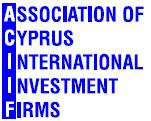 ASSOCIATION OF
CYPRUS
INTERNATIONAL
INVESTMENT
FIRMS